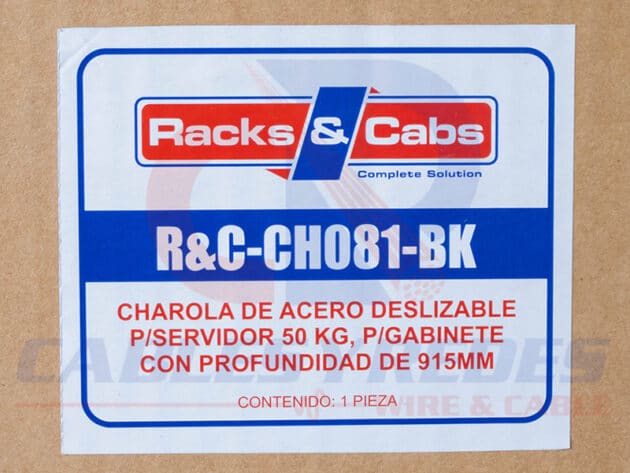 Racks & Cabs
Complete Solution
R&C-CH081-BK
CHAROLA DE ACERO DESLIZABLE
P/SERVIDOR 50 KG, P/GABINETE
CON PROFUNDIDAD DE 915MM
CABLES Y REDES
WIRE & CABLE
CONTENIDO: 1 PIEZA